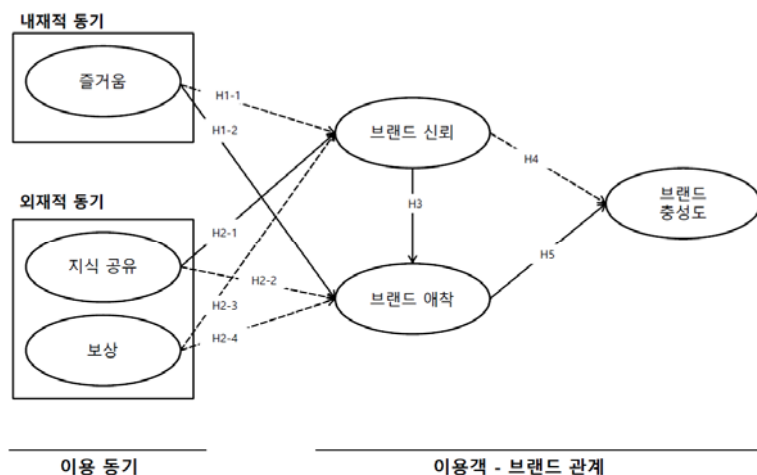 내재적 동기
즐거움
H1-1
H1-2
브랜드 신뢰
H4
브랜드
충성도
외재적 동기
H3
H2-1
지식 공유
H2-2
H5
브랜드 애착
H2-3
H2-4
보상
이용 동기
이용객 - 브랜드 관계